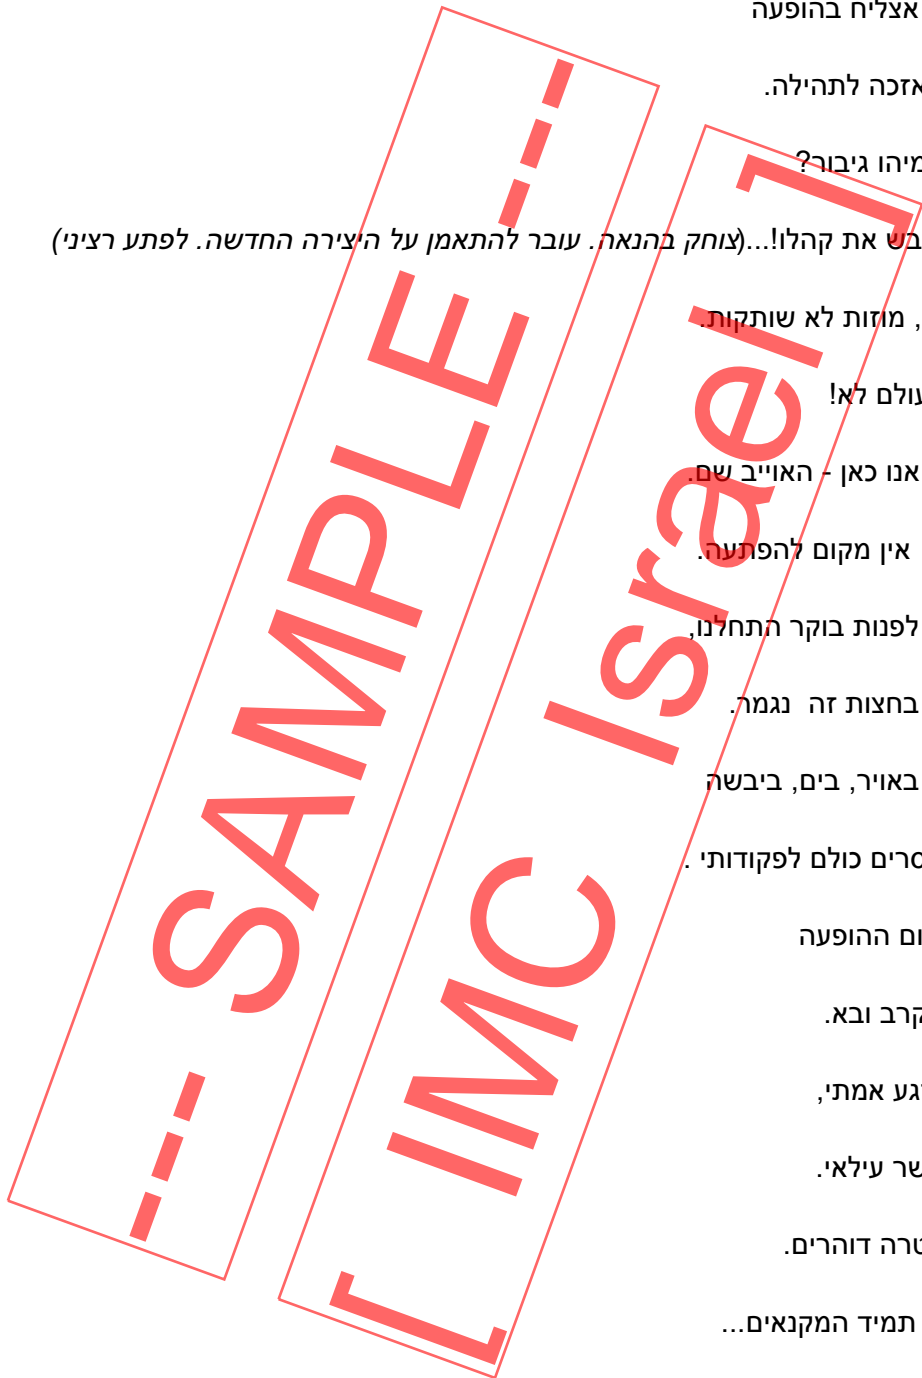 אצליח בהופעה
אזכה לתהילה.
מיהו גיבור?
בש את קהלו!...(צוחק בהנאה. עובר להתאמן על היצירה החדשה. לפתע רציני)
, מוזות לא שותקות.
עולם לא!
אנו כאן - האוייב שם.
אין מקום להפתעה.
לפנות בוקר התחלנו,
בחצות זה נגמר.
באויר, בים, ביבשה
סרים כולם לפקודותי .
ום ההופעה
קרב ובא.
גע אמתי,
שר עילאי.
טרה דוהרים.
תמיד המקנאים...
--- SAMPLE ---
[ IMC Israel ]